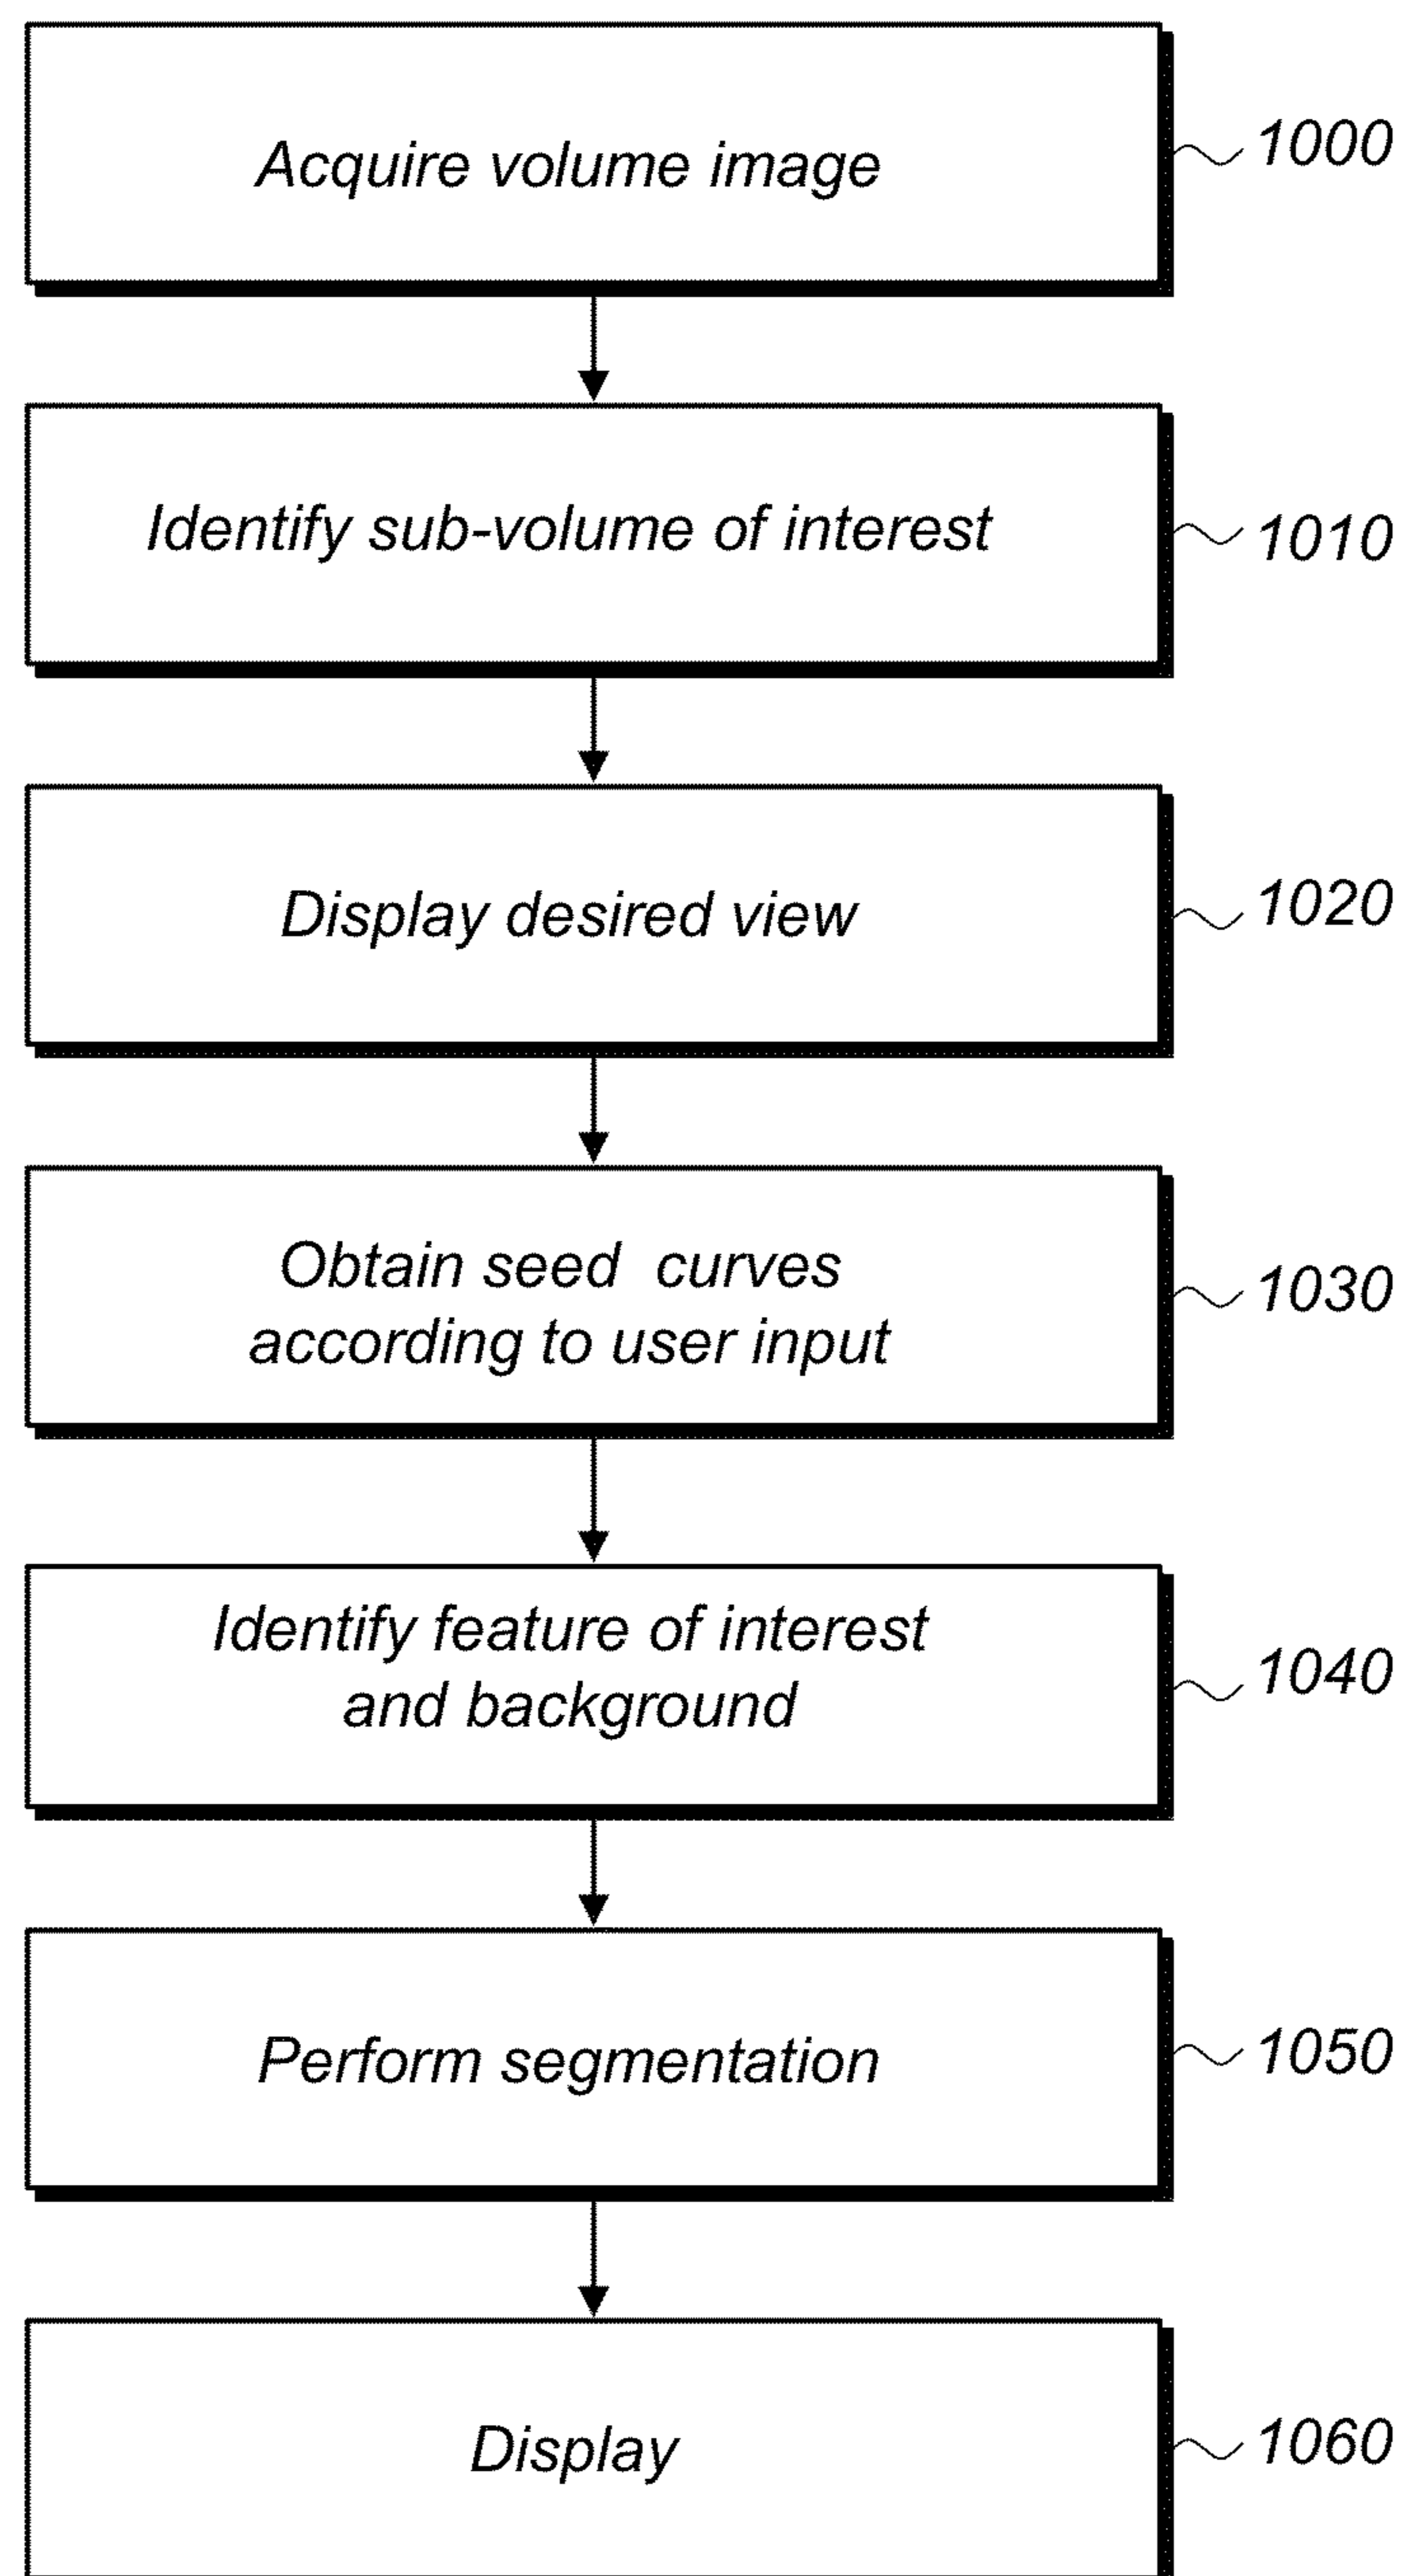 Acquire volume image
1000
Identify sub-volume of interest
1010
Display desired view
1020
Obtain seed curves
according to user input
1030
Identify feature of interest
and background
1040
Perform segmentation
1050
Display
1060